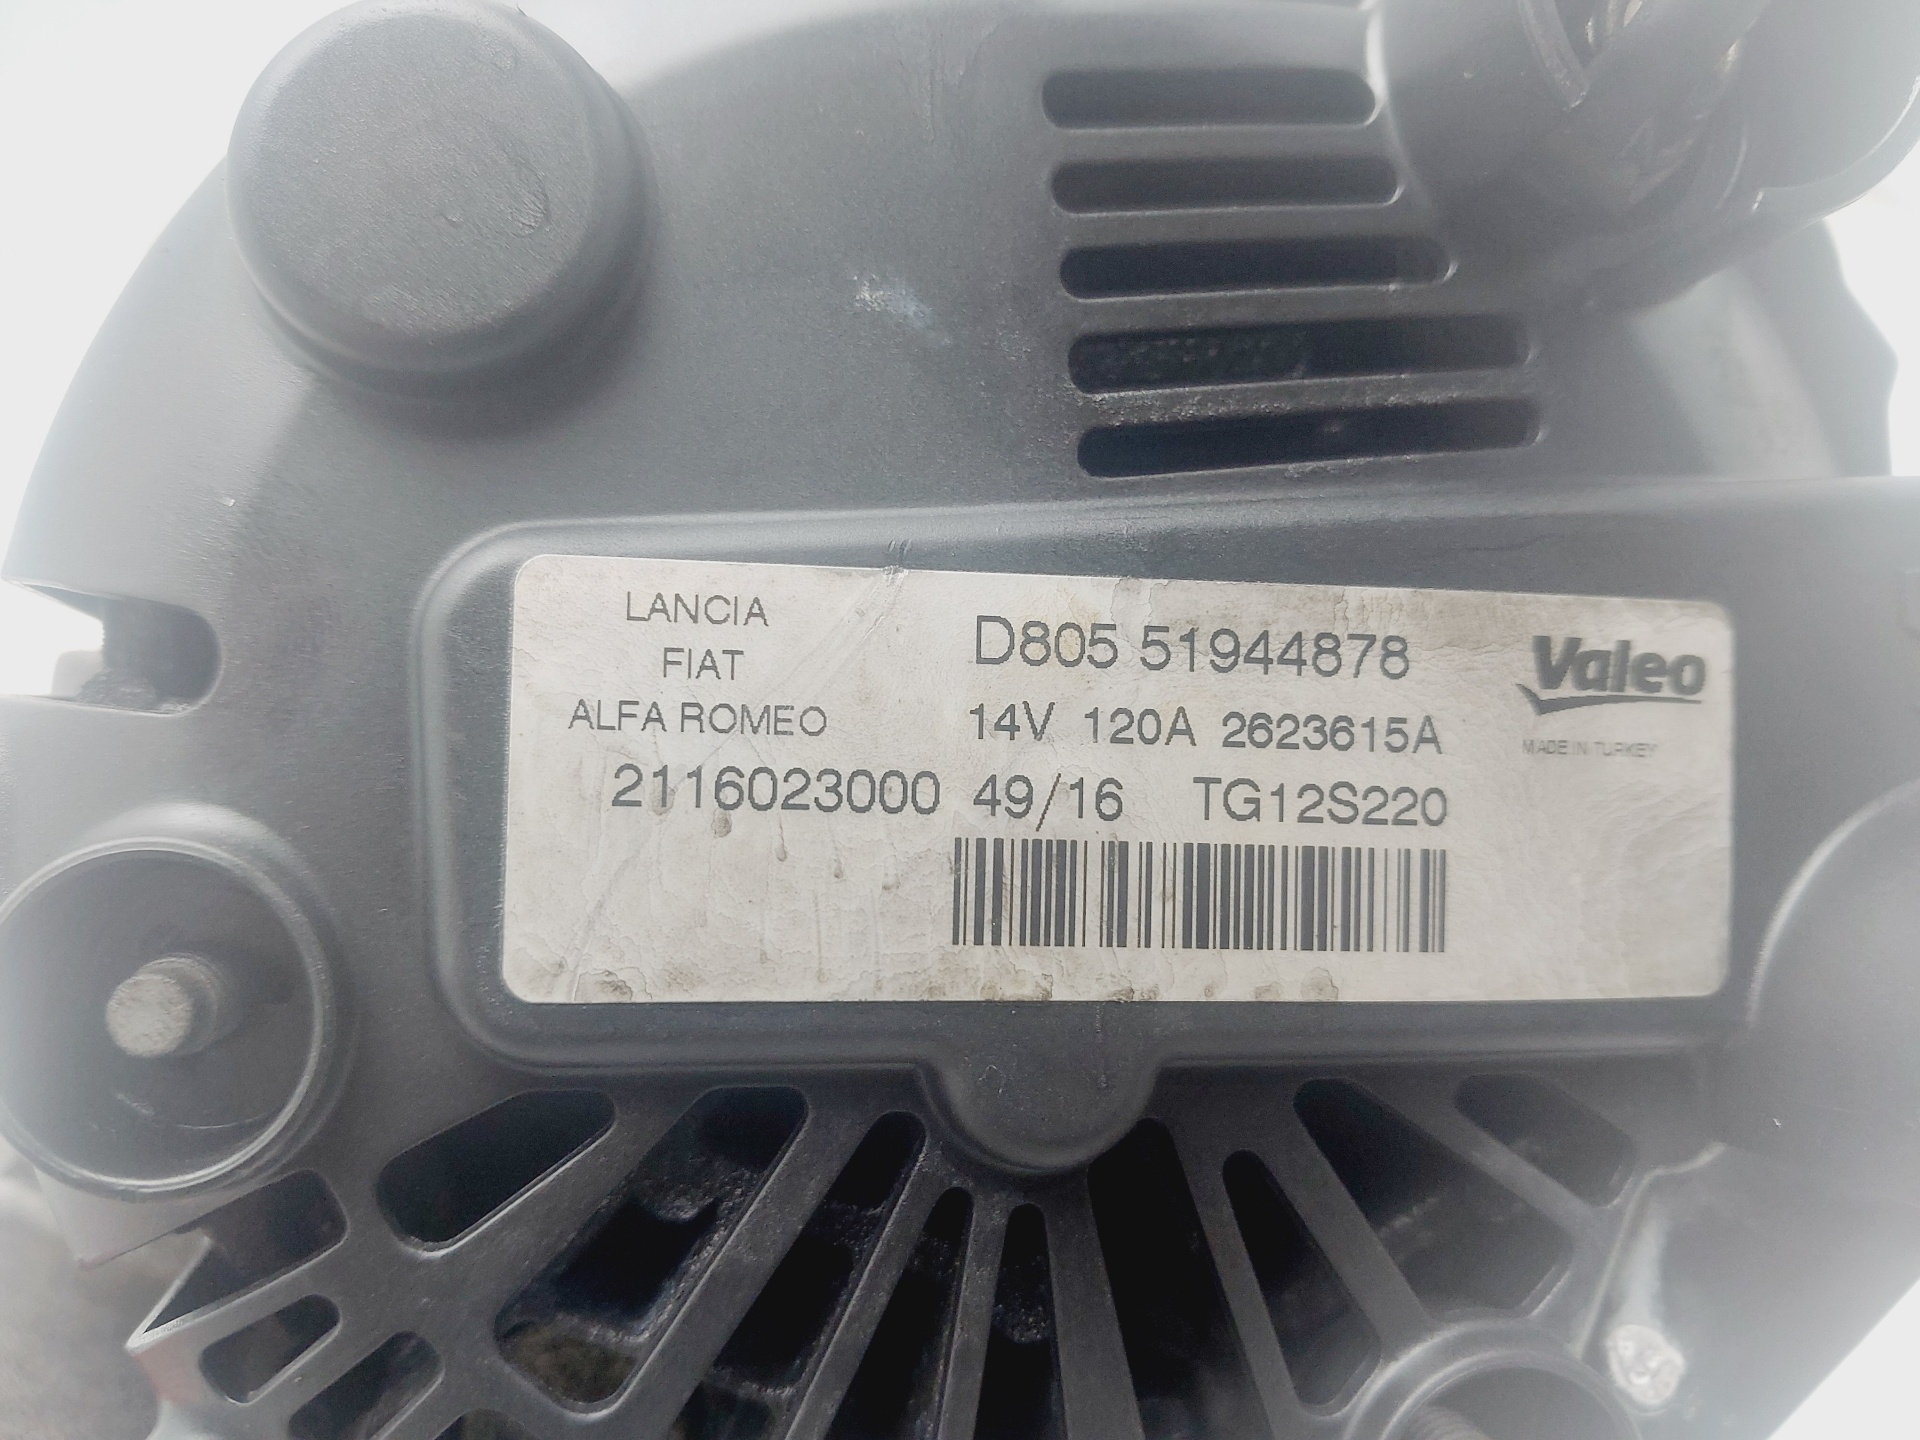 LANCIA
FIAT
ALFA ROMEO
D805 51944878
14V 120A 2623615A
2116023000 49/16 TG12S220
Valeo
MADE IN TURKEY